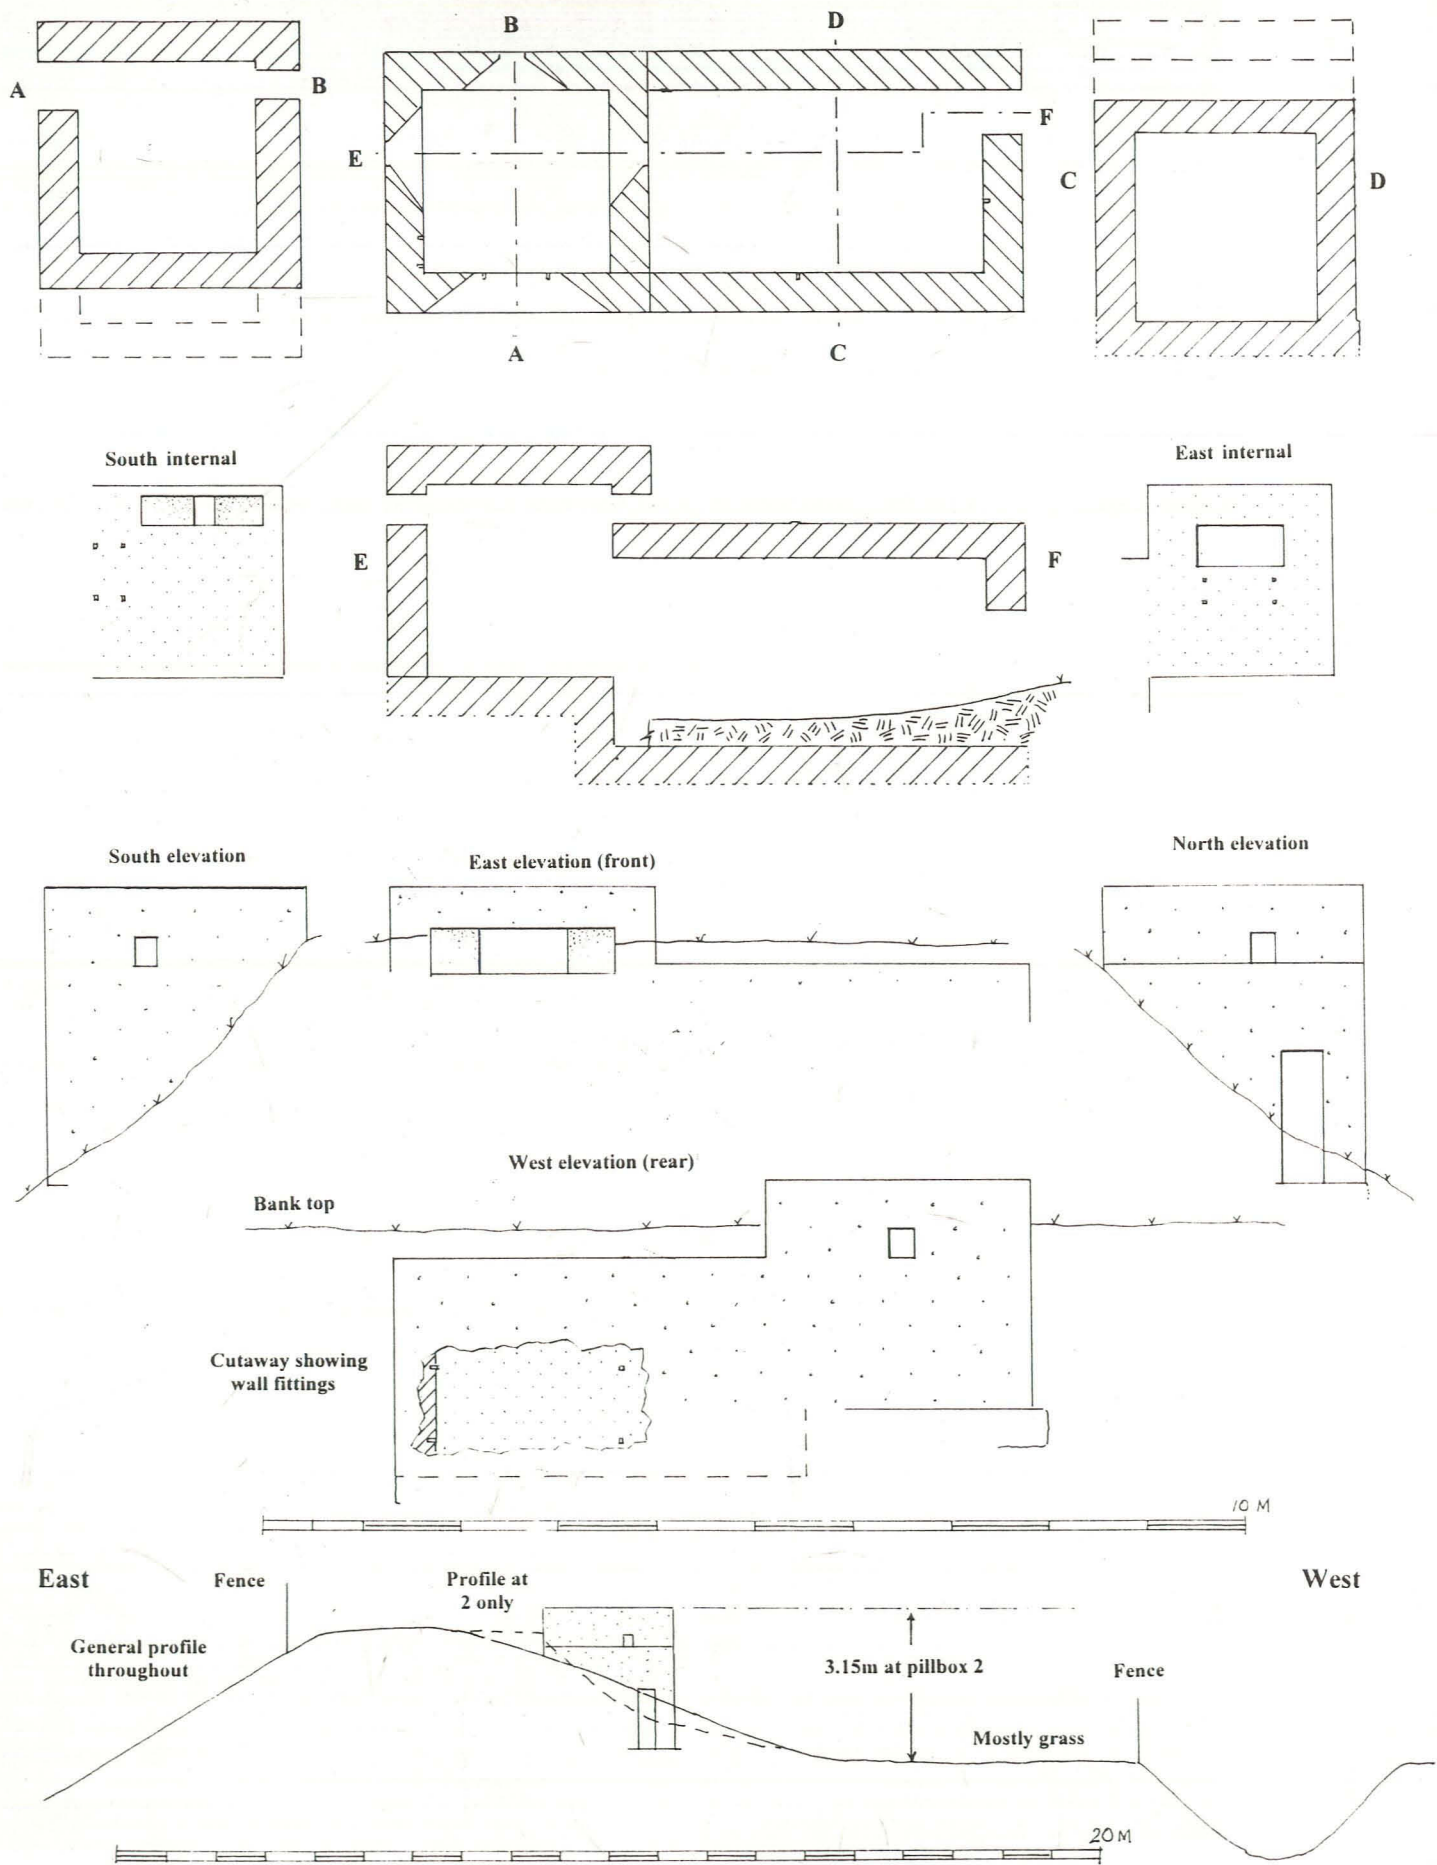 B
D
A
B
E
F
C
D
A
C
South internal
East internal
E
F
South elevation
East elevation (front)
North elevation
West elevation (rear)
Bank top
Cutaway showing
wall fittings
10 M
East
Fence
Profile at
2 only
West
General profile
throughout
3.15m at pillbox 2
Fence
Mostly grass
20 M